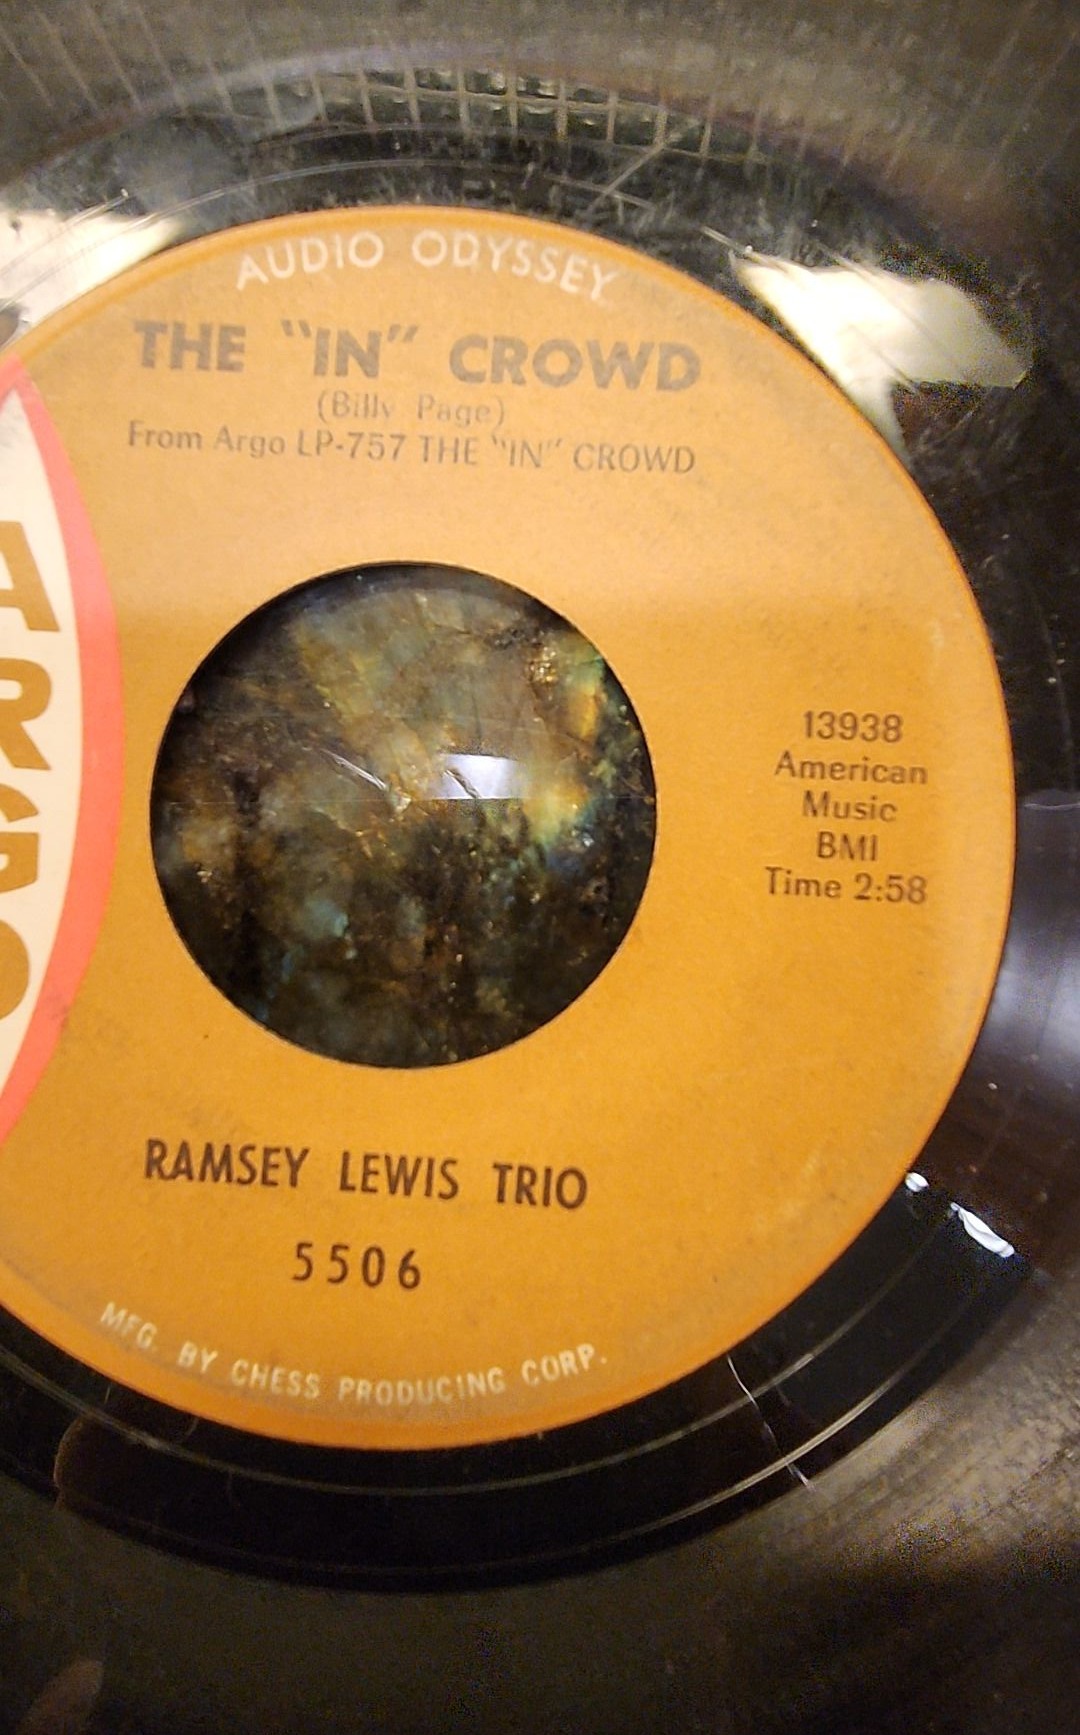 AUDIO ODYSSEY
THE "IN" CROWD
(Billy Page)
From Argo LP-757 THE "IN" CROWD
ARGO
13938
American
Music
BMI
Time 2:58
RAMSEY LEWIS TRIO
5506
MFG. BY CHESS PRODUCING CORP.